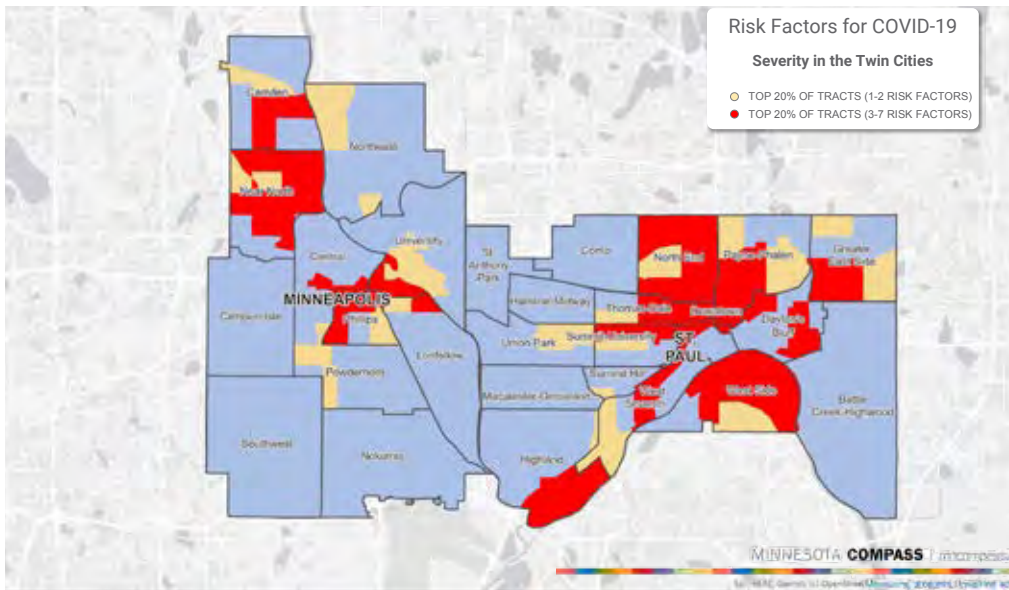 Risk Factors for COVID-19
Severity in the Twin Cities
TOP 20% OF TRACTS (1-2 RISK FACTORS)
TOP 20% OF TRACTS (3-7 RISK FACTORS)
Camden
Northeast
Near North
University
Central
St. Anthony Park
Como
North End
Payne-Phalen
Greater East Side
MINNEAPOLIS
Hamline-Midway
Thomas-Dale
Phillips
Dayton's Bluff
Calhoun-Isle
Union Park
Summit-University
ST. PAUL
Longfellow
Powderhorn
Summit Hill
Macalester-Groveland
West Seventh
West Side
Battle Creek-Highwood
Southwest
Nokomis
Highland
MINNESOTA COMPASS